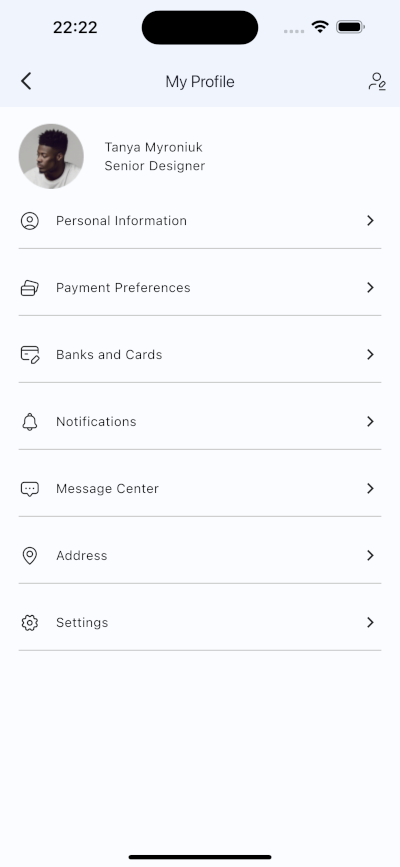 22:22
My Profile
Tanya Myroniuk
Senior Designer
Personal Information
Payment Preferences
Banks and Cards
Notifications
Message Center
Address
Settings